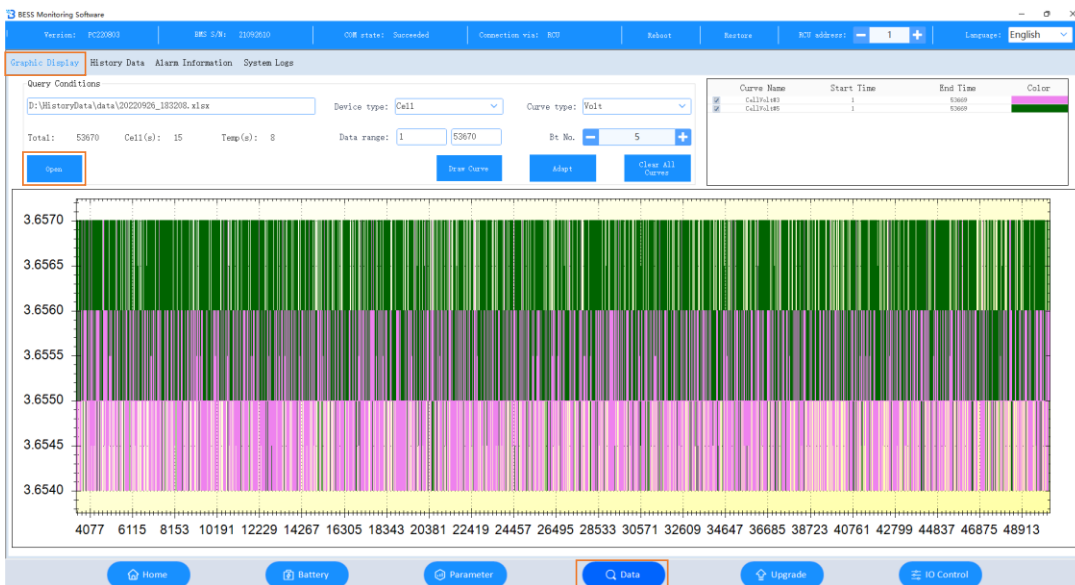 BESS Monitoring Software
Version: PC220803 BMS S/N: 21092610 COM state: Succeeded Connection via: BCU Reboot Restore BCU address: 1 Language: English
Graphic Display History Data Alarm Information System Logs
Query Conditions
D:\HistoryData\data\20220926_183208.xlsx Device type: Cell Curve type: Volt
Total: 53670 Cell(s): 15 Temp(s): 8 Data range: 1 53670 Bt No. 5
Open Draw Curve Adapt Clear All Curves
Curve Name Start Time End Time Color
CellVolt#3 1 53669
CellVolt#5 1 53669
3.6570
3.6565
3.6560
3.6555
3.6550
3.6545
3.6540
4077 6115 8153 10191 12229 14267 16305 18343 20381 22419 24457 26495 28533 30571 32609 34647 36685 38723 40761 42799 44837 46875 48913
Home Battery Parameter Data Upgrade IO Control